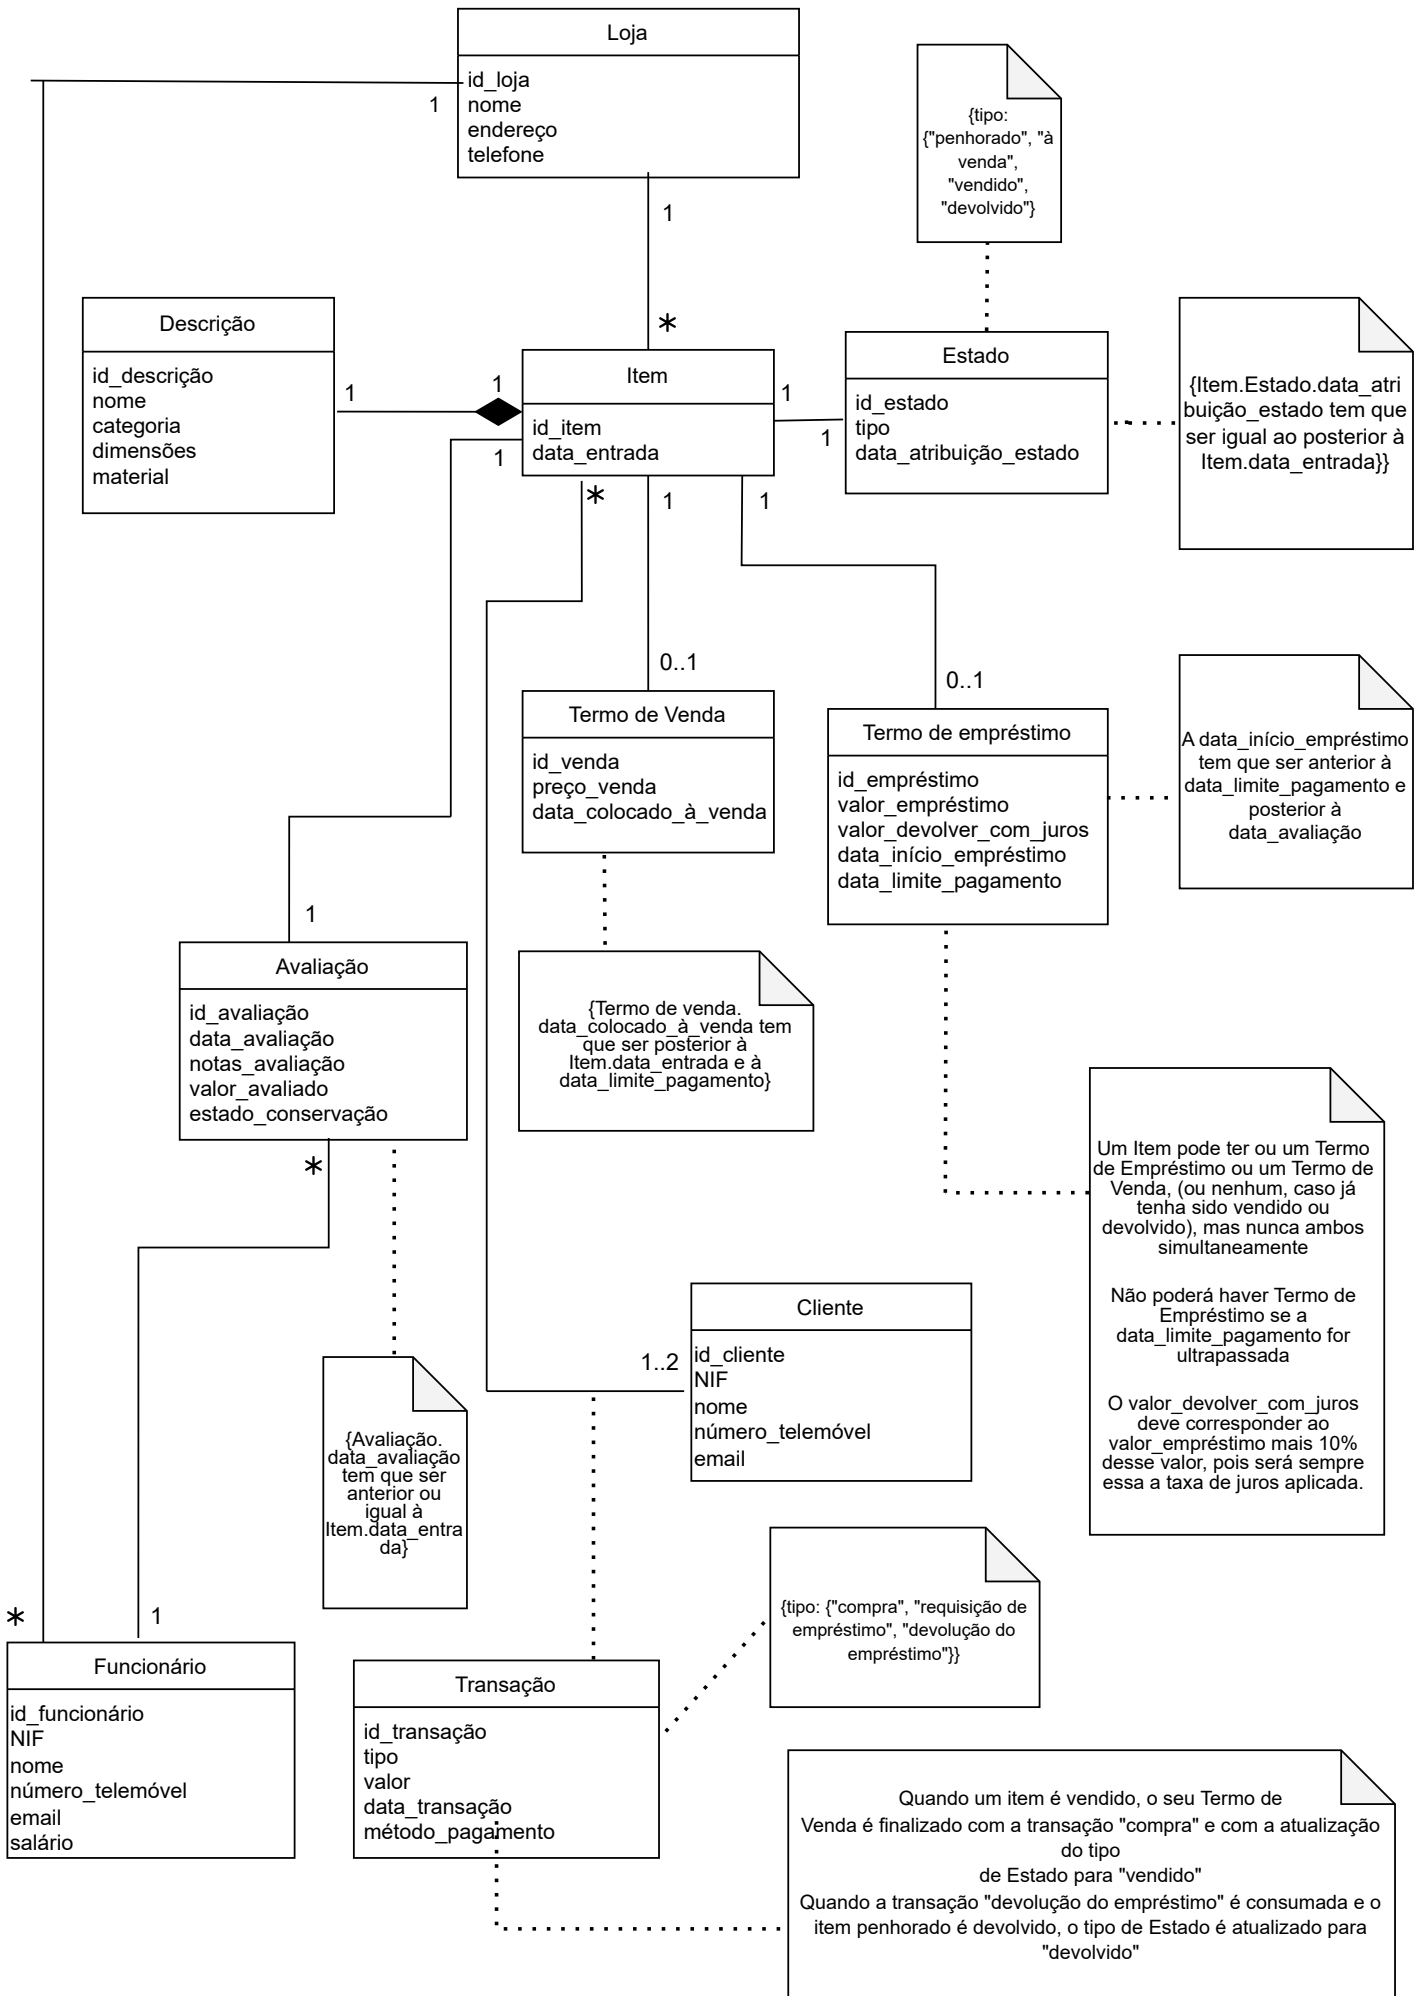 Loja
id_loja
nome
endereço
telefone
1
1
*
{tipo:
{"penhorado", "à
venda",
"vendido",
"devolvido"}
Descrição
id_descrição
nome
categoria
dimensões
material
1
1
Item
id_item
data_entrada
1
1
Estado
id_estado
tipo
data_atribuição_estado
{Item.Estado.data_atri
buição_estado tem que
ser igual ao posterior à
Item.data_entrada}}
1
*
1
1
0..1
0..1
Termo de Venda
id_venda
preço_venda
data_colocado_à_venda
Termo de empréstimo
id_empréstimo
valor_empréstimo
valor_devolver_com_juros
data_início_empréstimo
data_limite_pagamento
A data_início_empréstimo
tem que ser anterior à
data_limite_pagamento e
posterior à
data_avaliação
1
Avaliação
id_avaliação
data_avaliação
notas_avaliação
valor_avaliado
estado_conservação
{Termo de venda.
data_colocado_à_venda tem
que ser posterior à
Item.data_entrada e à
data_limite_pagamento}
*
Um Item pode ter ou um Termo
de Empréstimo ou um Termo de
Venda, (ou nenhum, caso já
tenha sido vendido ou
devolvido), mas nunca ambos
simultaneamente
Não poderá haver Termo de
Empréstimo se a
data_limite_pagamento for
ultrapassada
O valor_devolver_com_juros
deve corresponder ao
valor_empréstimo mais 10%
desse valor, pois será sempre
essa a taxa de juros aplicada.
Cliente
1..2
id_cliente
NIF
nome
número_telemóvel
email
{Avaliação.
data_avaliação
tem que ser
anterior ou
igual à
Item.data_entra
da}
{tipo: {"compra", "requisição de
empréstimo", "devolução do
empréstimo"}}
*
1
Funcionário
id_funcionário
NIF
nome
número_telemóvel
email
salário
Transação
id_transação
tipo
valor
data_transação
método_pagamento
Quando um item é vendido, o seu Termo de
Venda é finalizado com a transação "compra" e com a atualização
do tipo
de Estado para "vendido"
Quando a transação "devolução do empréstimo" é consumada e o
item penhorado é devolvido, o tipo de Estado é atualizado para
"devolvido"